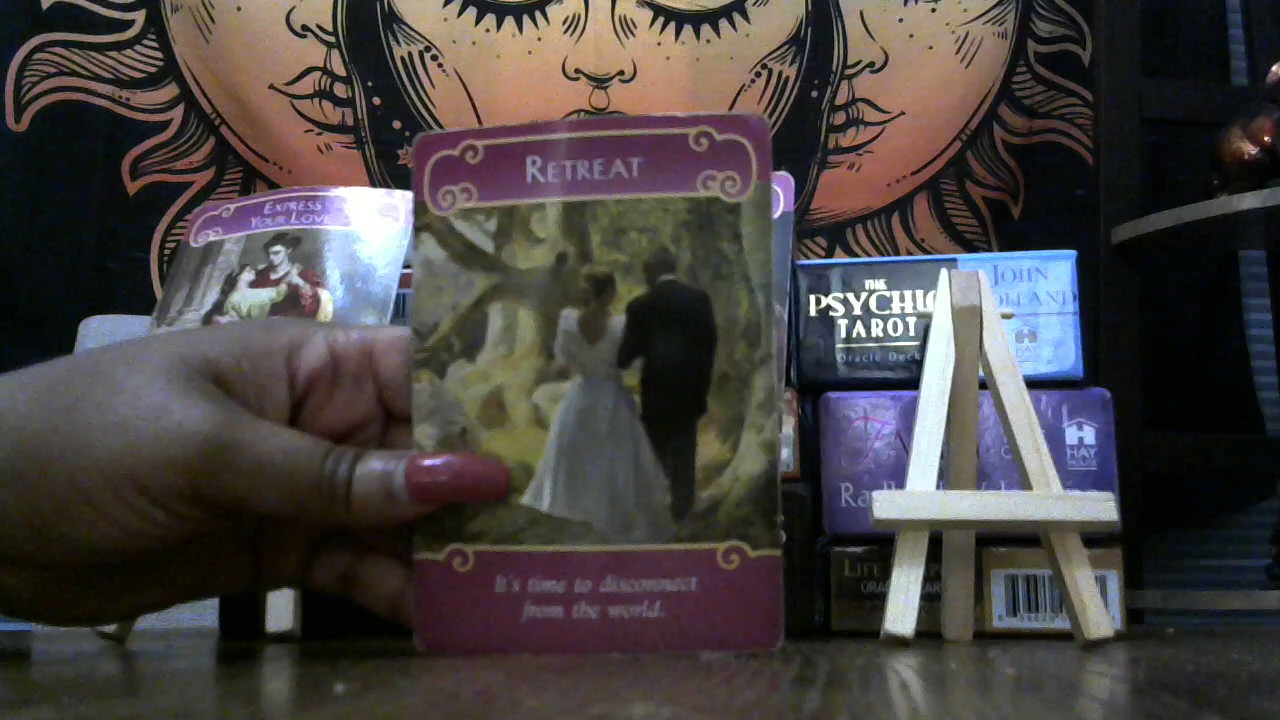 RETREAT
EXPRESS
YOUR LOVE
THE
PSYCHIC
TAROT
Oracle Deck
JOHN
HAY
HOUSE
LIFE
It's time to disconnect
from the world.